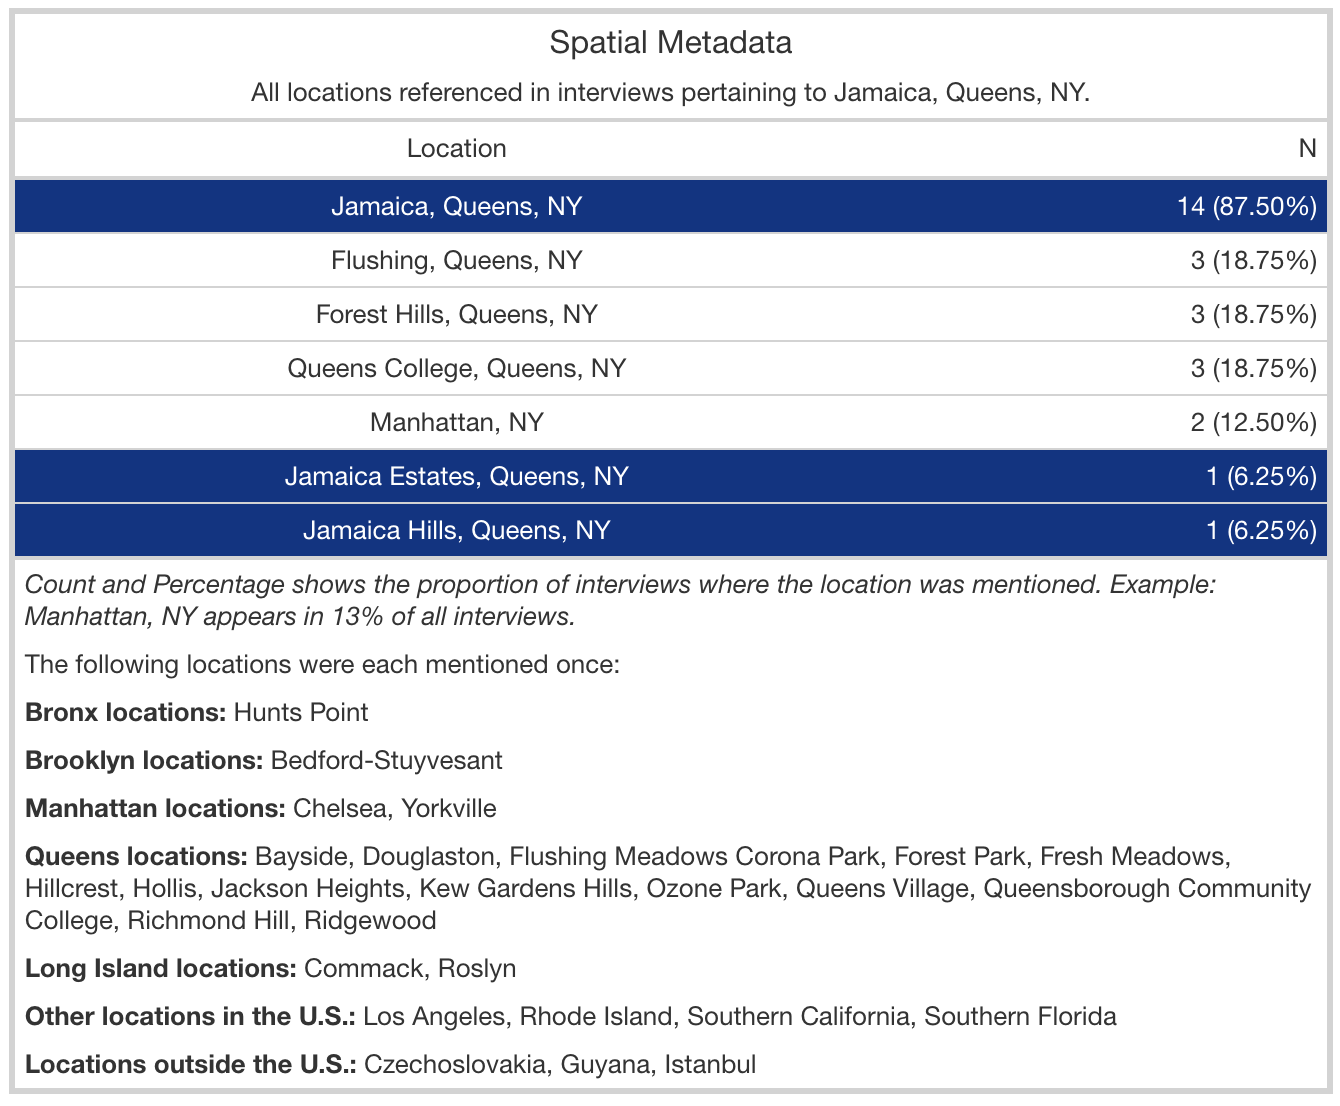 Spatial Metadata
All locations referenced in interviews pertaining to Jamaica, Queens, NY.
Location N
Jamaica, Queens, NY 14 (87.50%)
Flushing, Queens, NY 3 (18.75%)
Forest Hills, Queens, NY 3 (18.75%)
Queens College, Queens, NY 3 (18.75%)
Manhattan, NY 2 (12.50%)
Jamaica Estates, Queens, NY 1 (6.25%)
Jamaica Hills, Queens, NY 1 (6.25%)
Count and Percentage shows the proportion of interviews where the location was mentioned. Example:
Manhattan, NY appears in 13% of all interviews.
The following locations were each mentioned once:
Bronx locations: Hunts Point
Brooklyn locations: Bedford-Stuyvesant
Manhattan locations: Chelsea, Yorkville
Queens locations: Bayside, Douglaston, Flushing Meadows Corona Park, Forest Park, Fresh Meadows,
Hillcrest, Hollis, Jackson Heights, Kew Gardens Hills, Ozone Park, Queens Village, Queensborough Community
College, Richmond Hill, Ridgewood
Long Island locations: Commack, Roslyn
Other locations in the U.S.: Los Angeles, Rhode Island, Southern California, Southern Florida
Locations outside the U.S.: Czechoslovakia, Guyana, Istanbul